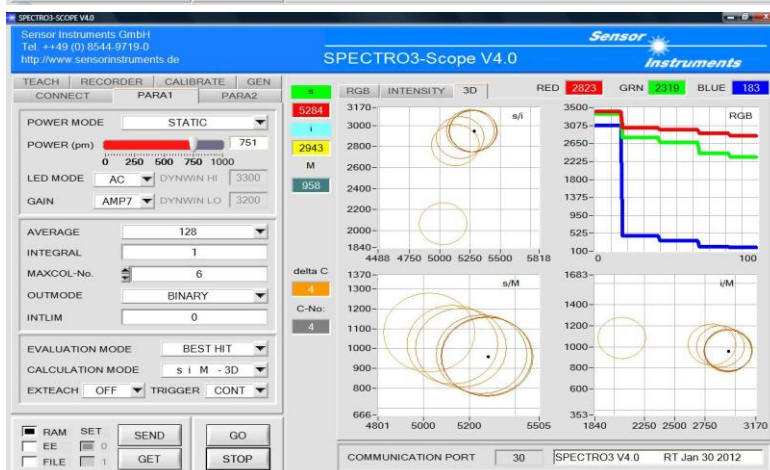 SPECTRO3-SCOPE V4.0
Sensor Instruments GmbH
Tel. ++49 (0) 8544-9719-0
http://www.sensorinstruments.de
SPECTRO3-Scope V4.0
Sensor
Instruments
TEACH RECORDER CALIBRATE GEN
CONNECT PARA1 PARA2
POWER MODE STATIC
POWER (pm) 751
0 250 500 750 1000
LED MODE AC DYNWIN HI 3300
GAIN AMP7 DYNWIN LO 3200
AVERAGE 128
INTEGRAL 1
MAXCOL-No. 6
OUTMODE BINARY
INTLIM 0
EVALUATION MODE BEST HIT
CALCULATION MODE s i M - 3D
EXTEACH OFF TRIGGER CONT
RAM SET SEND GO
EE 0
FILE 1 GET STOP
s
5284
i
2943
M
958
delta C
4
C-No:
4
RGB INTENSITY 3D RED 2823 GRN 2319 BLUE 183
s/i
3170
3000
2800
2600
2400
2200
2000
1840
4488 4750 5000 5250 5500 5818
RGB
3500
3075
2650
2225
1800
1375
950
525
100
0 100
s/M
1370
1300
1200
1100
1000
900
800
666
4801 5000 5200 5505
i/M
1683
1400
1200
1000
800
600
353
1840 2250 2500 2750 3170
COMMUNICATION PORT 30 SPECTRO3 V4.0 RT Jan 30 2012